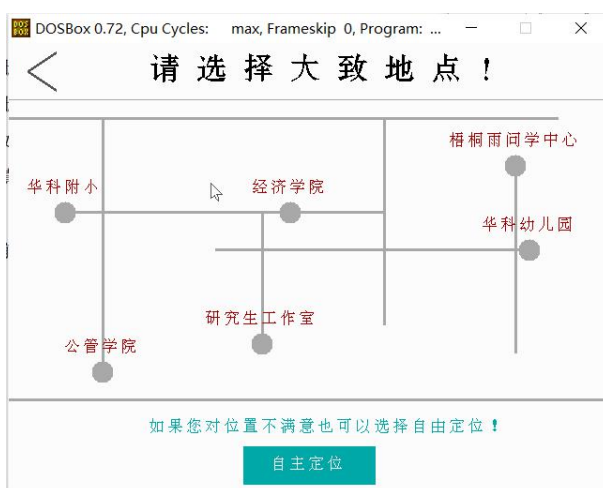 DOSBox 0.72, Cpu Cycles: max, Frameskip 0, Program: ...
请选择大致地点！
梧桐雨问学中心
华科附小
经济学院
华科幼儿园
研究生工作室
公管学院
如果您对位置不满意也可以选择自由定位！
自主定位